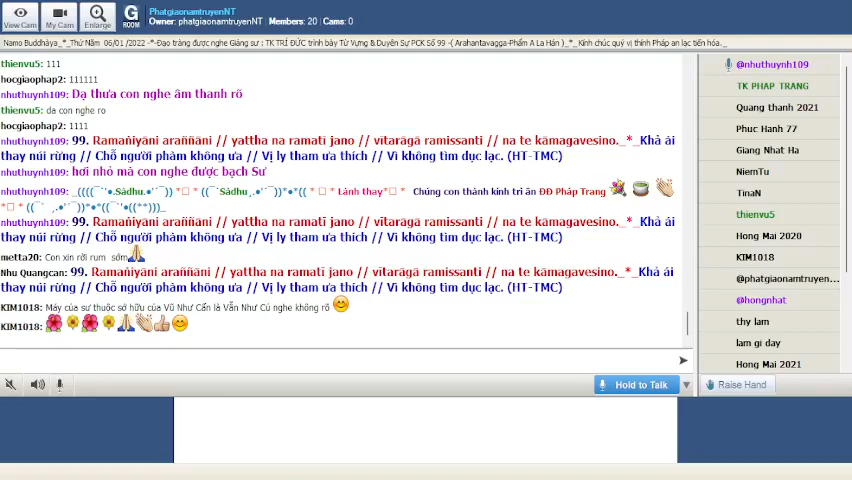 View Cam
My Cam
Enlarge
G
ROOM
PhatgiaonamtruyenNT
Owner: phatgiaonamtruyenNT Members: 20 | Cams: 0
Namo Buddhàya_*_Thứ Năm 06/01 /2022 -*-Đạo tràng được nghe Giảng sư : TK TRÍ ĐỨC trình bày Từ Vựng & Duyên Sự PCK Số 99 -( Arahantavagga-Phẩm A La Hán )_*_ Kính chúc quý vị thính Pháp an lạc tiến hóa._
thienvu5: 111
hocgiaophap2: 111111
nhuthuynh109: Dạ thưa con nghe âm thanh rõ
thienvu5: da con nghe ro
hocgiaophap2: 1111
nhuthuynh109: 99. Ramaṅiyāni araññāni // yattha na ramatī jano // vītarāgā ramissanti // na te kāmagavesino._*_Khả ái
thay núi rừng // Chỗ người phàm không ưa // Vị ly tham ưa thích // Vì không tìm dục lạc. (HT-TMC)
nhuthuynh109: hơi nhỏ mà con nghe được bạch Sư
nhuthuynh109: _((((¯`'•.Sàdhu.•'´¯)) *□ * ((¯`Sàdhu¸.•'´¯))*•*(( * □ * Lành thay*□* Chúng con thành kính tri ân ĐĐ Pháp Trang
* □ * ((¯` ,.•'´¯))*•*((¯`'•((**)))_
nhuthuynh109: 99. Ramaṅiyāni araññāni // yattha na ramatī jano // vītarāgā ramissanti // na te kāmagavesino._*_Khả ái
thay núi rừng // Chỗ người phàm không ưa // Vị ly tham ưa thích // Vì không tìm dục lạc. (HT-TMC)
metta20: Con xin rời rum sớm
Nhu Quangcan: 99. Ramaṅiyāni araññāni // yattha na ramatī jano // vītarāgā ramissanti // na te kāmagavesino._*_Khả ái
thay núi rừng // Chỗ người phàm không ưa // Vị ly tham ưa thích // Vì không tìm dục lạc. (HT-TMC)
KIM1018: Máy của sư thuộc sở hữu của Vũ Như Cẩn là Vẫn Như Cũ nghe không rõ
KIM1018:
@nhuthuynh109
TK PHAP TRANG
Quang thanh 2021
Phuc Hanh 77
Giang Nhat Ha
NiemTu
TinaN
thienvu5
Hong Mai 2020
KIM1018
@phatgiaonamtruyen...
@hongnhat
thy lam
lam gi day
Hong Mai 2021
Hold to Talk
Raise Hand